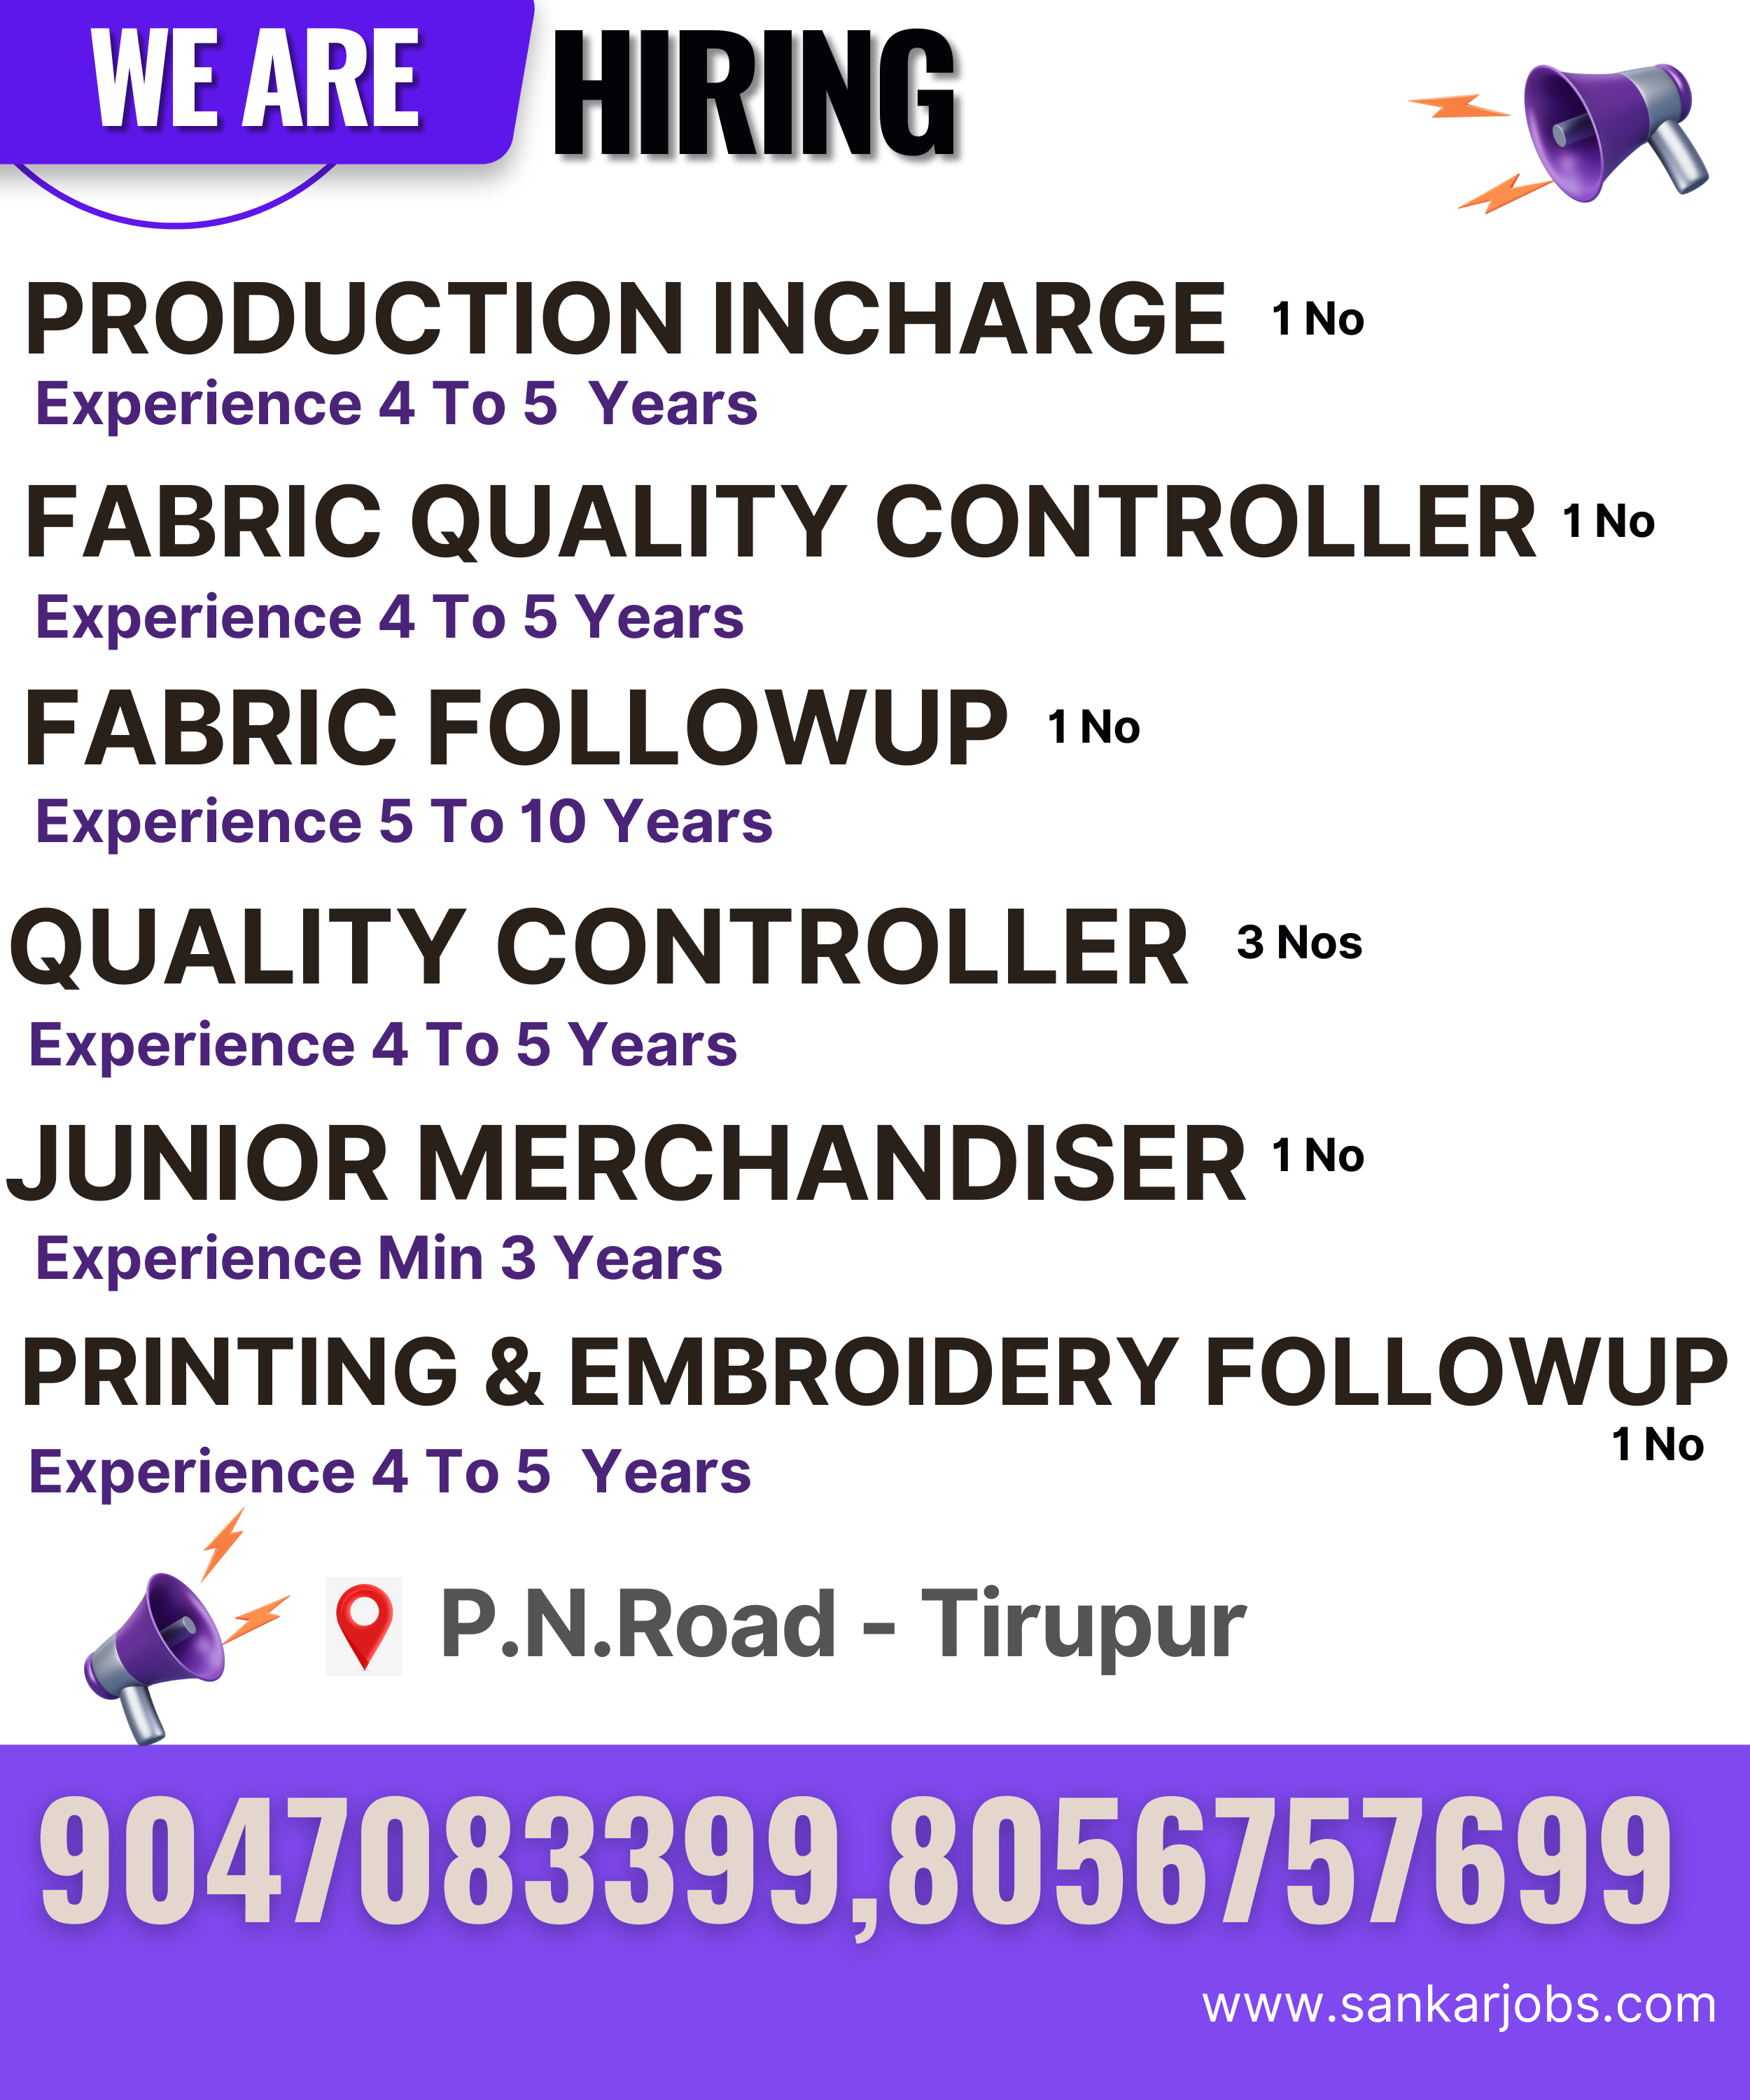 WE ARE HIRING
PRODUCTION INCHARGE 1 No
Experience 4 To 5 Years
FABRIC QUALITY CONTROLLER 1 No
Experience 4 To 5 Years
FABRIC FOLLOWUP 1 No
Experience 5 To 10 Years
QUALITY CONTROLLER 3 Nos
Experience 4 To 5 Years
JUNIOR MERCHANDISER 1 No
Experience Min 3 Years
PRINTING & EMBROIDERY FOLLOWUP
1 No
Experience 4 To 5 Years
P.N.Road - Tirupur
9047083399,8056757699
www.sankarjobs.com